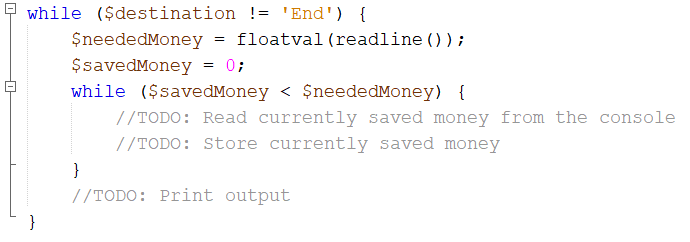 while ($destination != 'End') {
    $neededMoney = floatval(readline());
    $savedMoney = 0;
    while ($savedMoney < $neededMoney) {
        //TODO: Read currently saved money from the console
        //TODO: Store currently saved money
    }
    //TODO: Print output
}